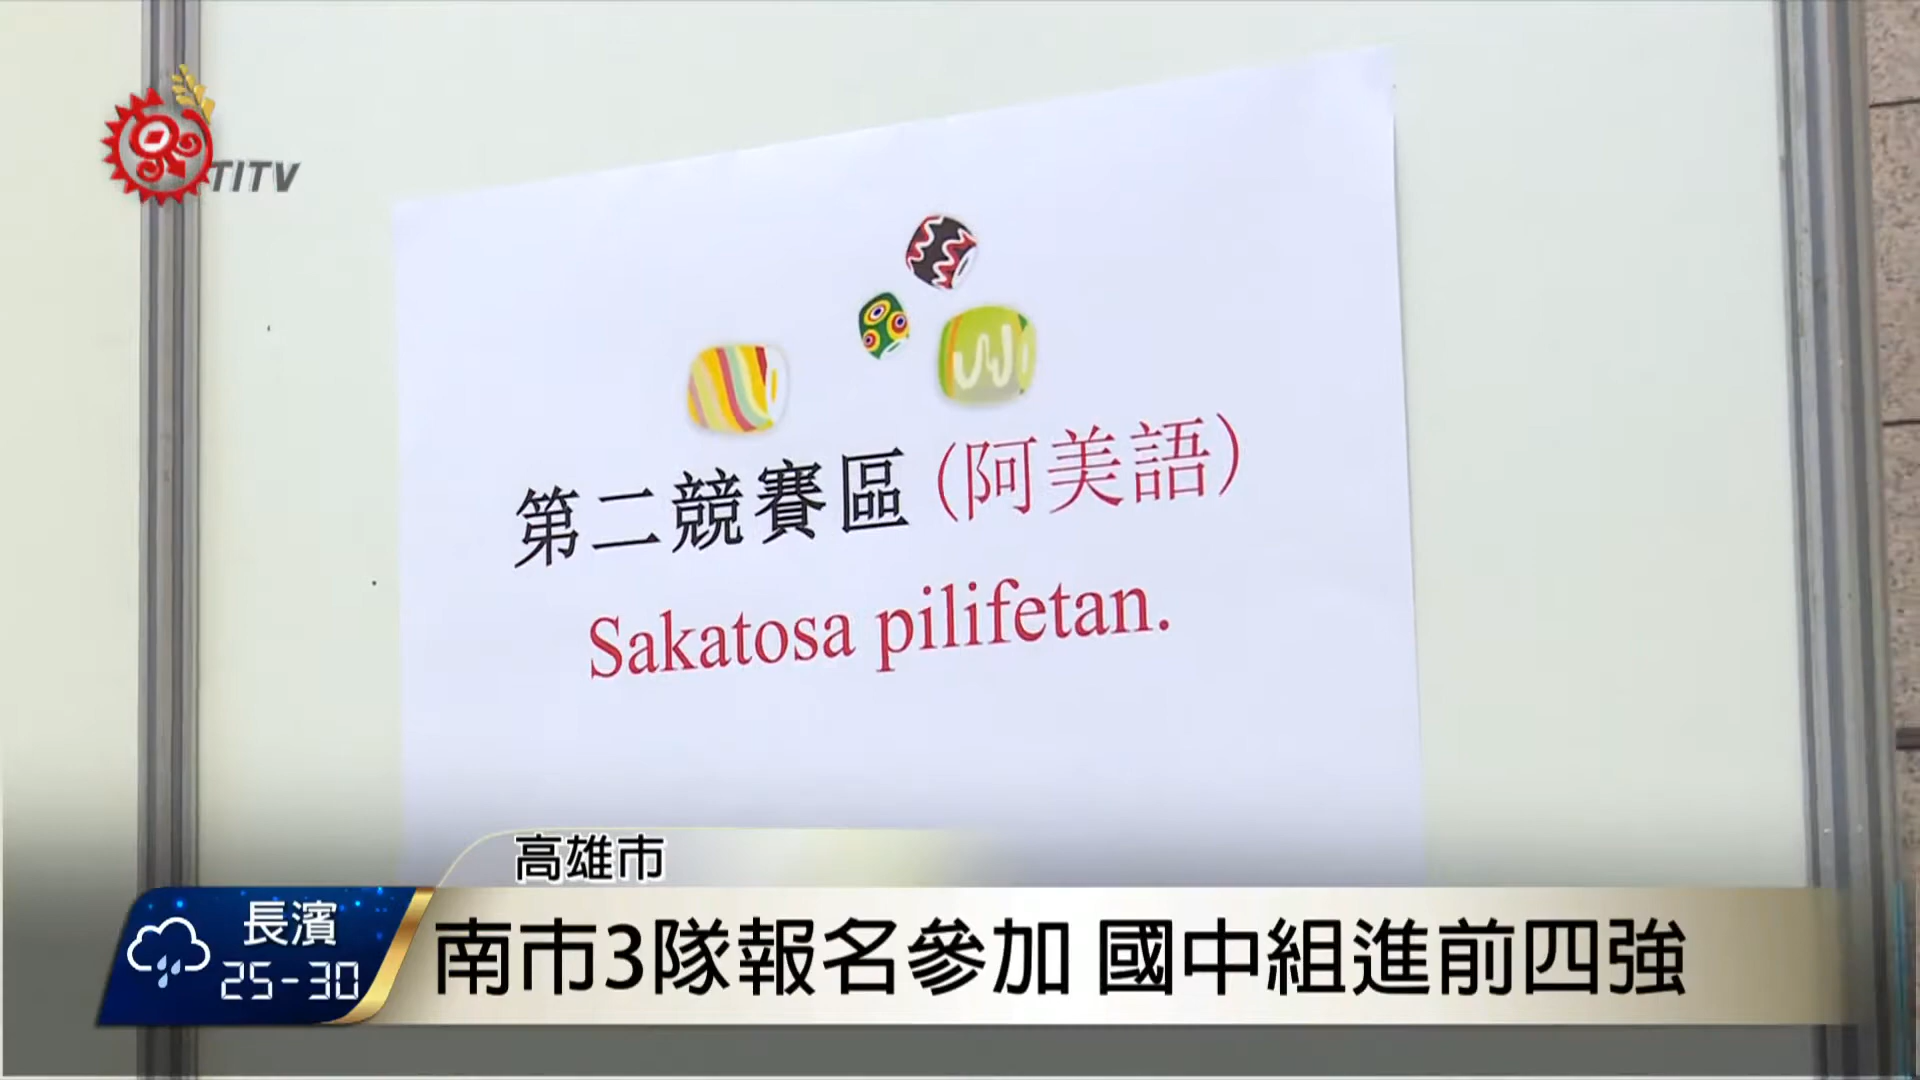 TITV
第二競賽區(阿美語)
Sakatosa pilifetan.
高雄市
長濱
25-30
南市3隊報名參加 國中組進前四強